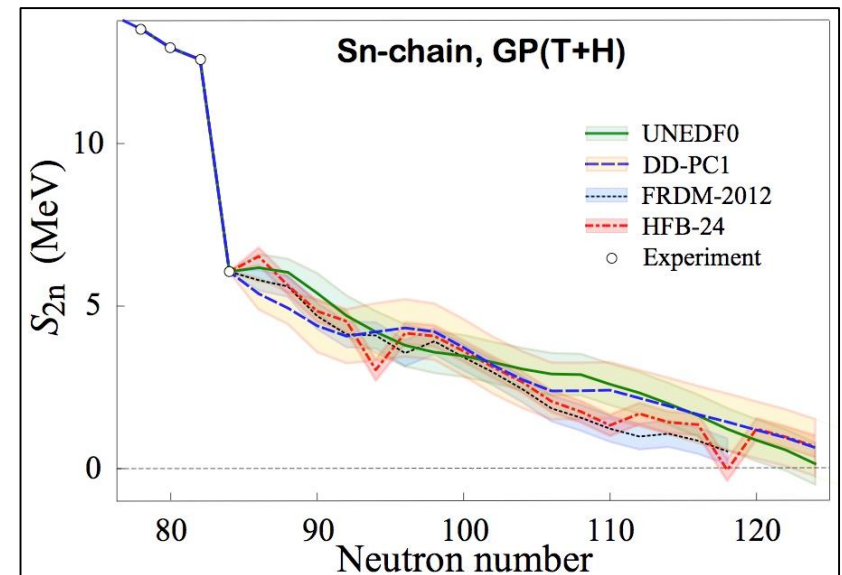 Sn-chain, GP(T+H)
10
5
0
S2n (MeV)
UNEDF0
DD-PC1
FRDM-2012
HFB-24
Experiment
80 90 100 110 120
Neutron number